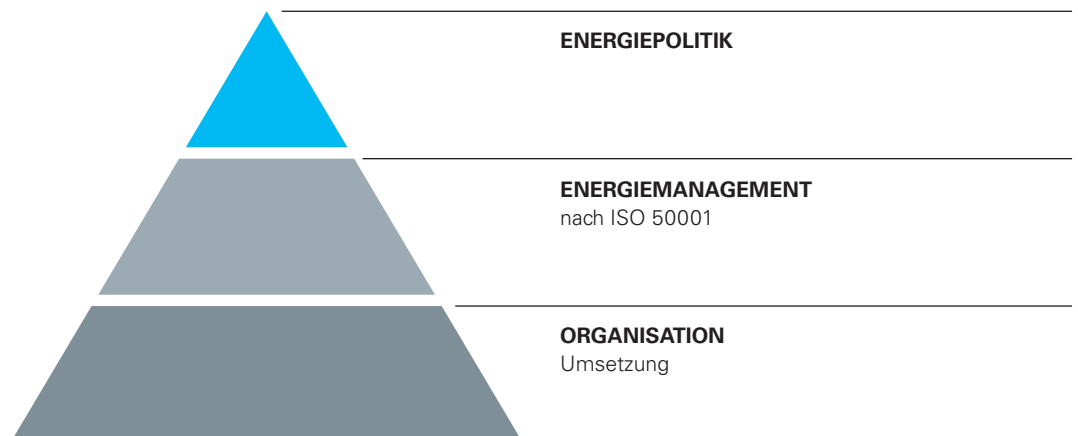 ENERGIEPOLITIK
ENERGIEMANAGEMENT
nach ISO 50001
ORGANISATION
Umsetzung